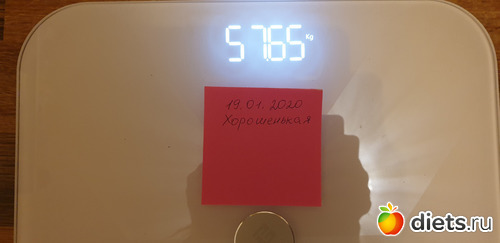 57.65 Kg
19.01.2020
Хорошенькая
diets.ru